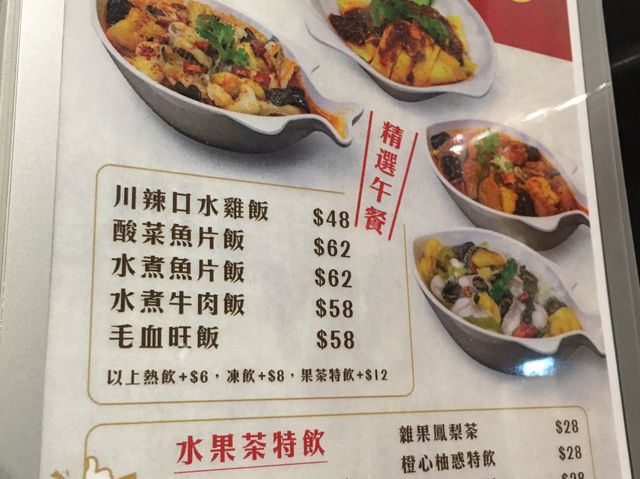 精選午餐
川辣口水雞飯 $48
酸菜魚片飯 $62
水煮魚片飯 $62
水煮牛肉飯 $58
毛血旺飯 $58
以上熱飲+$6，凍飲+$8，果茶特飲+$12
水果茶特飲
雜果鳳梨茶 $28
橙心柚惑特飲 $28